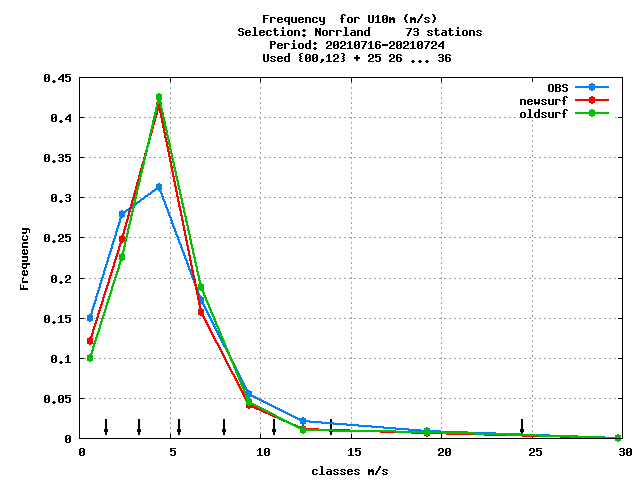 Frequency  for U10m (m/s)
Selection: Norrland     73 stations
Period: 20210716-20210724
Used {00,12} + 25 26 ... 36
0.45
0.4
0.35
0.3
0.25
0.2
0.15
0.1
0.05
0
Frequency
OBS
newsurf
oldsurf
0 5 10 15 20 25 30
classes m/s